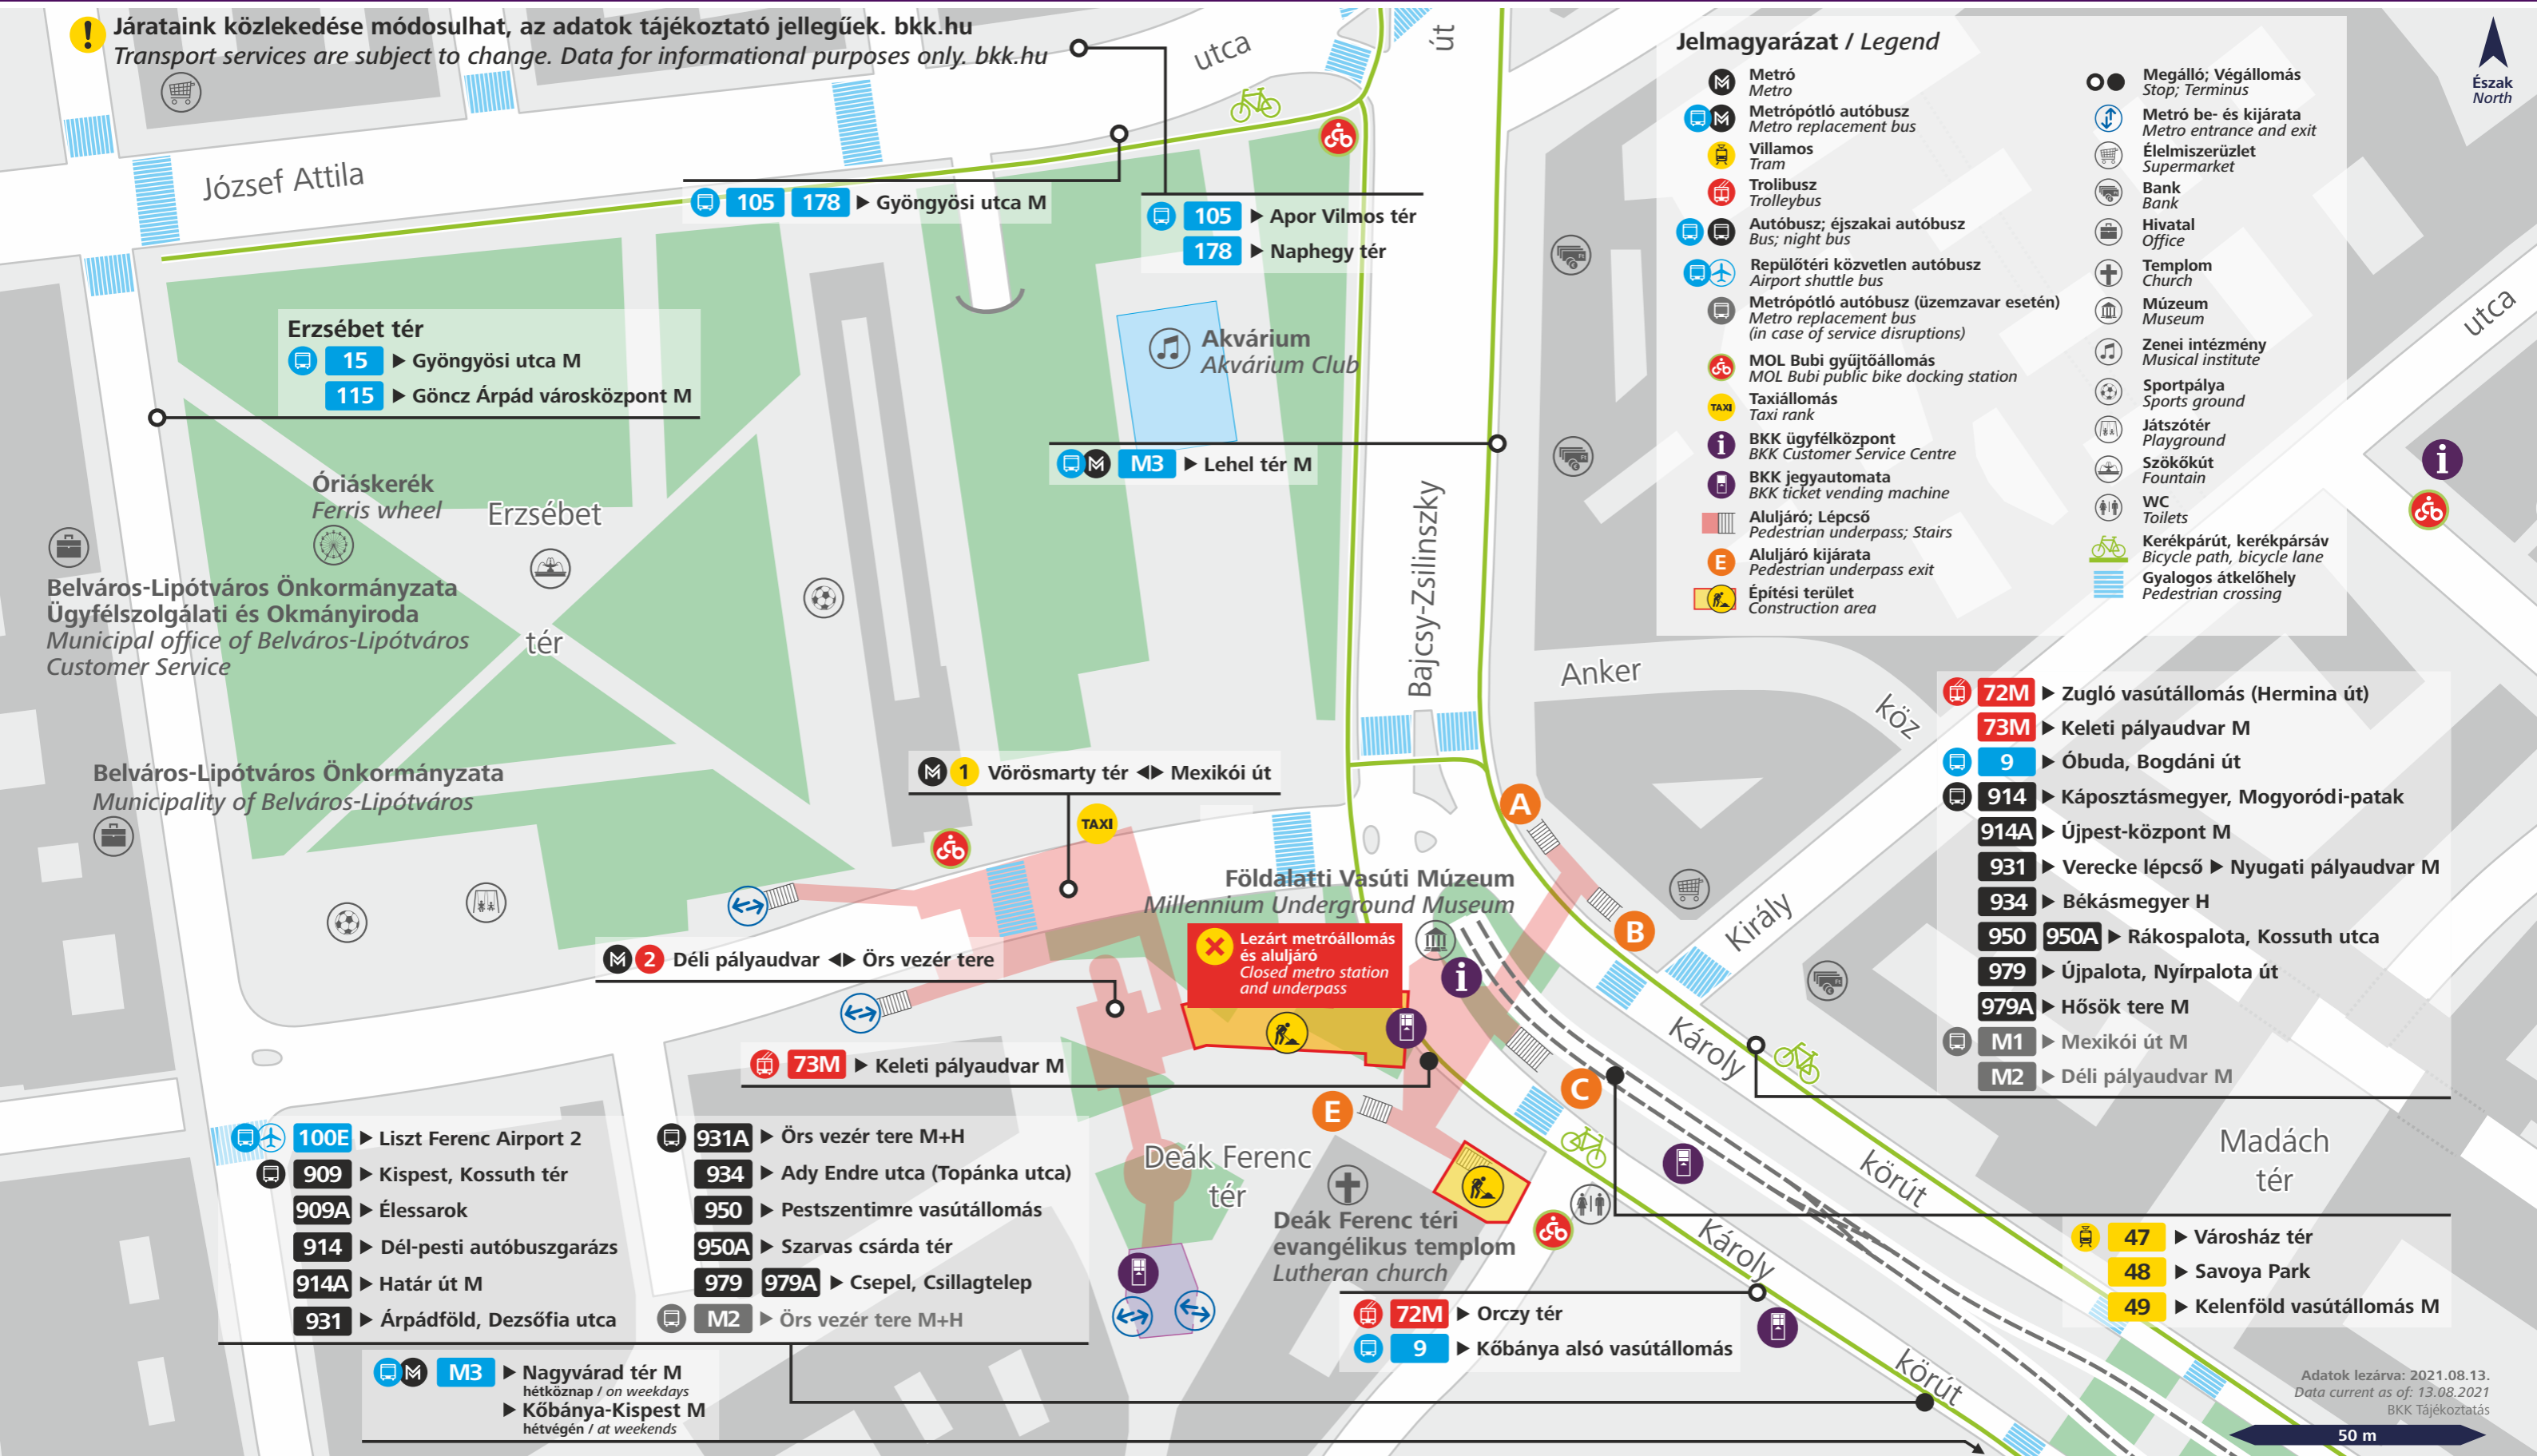 Járataink közlekedése módosulhat, az adatok tájékoztató jellegűek. bkk.hu
Transport services are subject to change. Data for informational purposes only. bkk.hu
utca
út
József Attila
105 178 Gyöngyösi utca M
105 Apor Vilmos tér
178 Naphegy tér
Erzsébet tér
15 Gyöngyösi utca M
115 Göncz Árpád városközpont M
Akvárium
Akvárium Club
M3 Lehel tér M
Óriáskerék
Ferris wheel
Erzsébet
tér
Belváros-Lipótváros Önkormányzata
Ügyfélszolgálati és Okmányiroda
Municipal office of Belváros-Lipótváros
Customer Service
Belváros-Lipótváros Önkormányzata
Municipality of Belváros-Lipótváros
Bajcsy-Zsilinszky
Jelmagyarázat / Legend
Metró
Metro
Metrópótló autóbusz
Metro replacement bus
Villamos
Tram
Trolibusz
Trolleybus
Autóbusz; éjszakai autóbusz
Bus; night bus
Repülőtéri közvetlen autóbusz
Airport shuttle bus
Metrópótló autóbusz (üzemzavar esetén)
Metro replacement bus
(in case of service disruptions)
MOL Bubi gyűjtőállomás
MOL Bubi public bike docking station
TAXI
Taxiállomás
Taxi rank
BKK ügyfélközpont
BKK Customer Service Centre
BKK jegyautomata
BKK ticket vending machine
Aluljáró; Lépcső
Pedestrian underpass; Stairs
E
Aluljáró kijárata
Pedestrian underpass exit
Építési terület
Construction area
Megálló; Végállomás
Stop; Terminus
Metró be- és kijárata
Metro entrance and exit
Élelmiszerüzlet
Supermarket
Bank
Bank
Hivatal
Office
Templom
Church
Múzeum
Museum
Zenei intézmény
Musical institute
Sportpálya
Sports ground
Játszótér
Playground
Szökőkút
Fountain
WC
Toilets
Kerékpárút, kerékpársáv
Bicycle path, bicycle lane
Gyalogos átkelőhely
Pedestrian crossing
Észak
North
utca
Anker
köz
72M Zugló vasútállomás (Hermina út)
73M Keleti pályaudvar M
9 Óbuda, Bogdáni út
914 Káposztásmegyer, Mogyoródi-patak
914A Újpest-központ M
931 Verecke lépcső Nyugati pályaudvar M
934 Békásmegyer H
950 950A Rákospalota, Kossuth utca
979 Újpalota, Nyírpalota út
979A Hősök tere M
M1 Mexikói út M
M2 Déli pályaudvar M
1 Vörösmarty tér Mexikói út
TAXI
A
B
Király
Földalatti Vasúti Múzeum
Millennium Underground Museum
Lezárt metróállomás
és aluljáró
Closed metro station
and underpass
2 Déli pályaudvar Örs vezér tere
73M Keleti pályaudvar M
C
E
Károly
körút
Madách
tér
Deák Ferenc
tér
Deák Ferenc téri
evangélikus templom
Lutheran church
Károly
körút
100E Liszt Ferenc Airport 2
909 Kispest, Kossuth tér
909A Élessarok
914 Dél-pesti autóbuszgarázs
914A Határ út M
931 Árpádföld, Dezsőfia utca
931A Örs vezér tere M+H
934 Ady Endre utca (Topánka utca)
950 Pestszentimre vasútállomás
950A Szarvas csárda tér
979 979A Csepel, Csillagtelep
M2 Örs vezér tere M+H
M3 Nagyvárad tér M
hétköznap / on weekdays
Kőbánya-Kispest M
hétvégén / at weekends
72M Orczy tér
9 Kőbánya alsó vasútállomás
47 Városház tér
48 Savoya Park
49 Kelenföld vasútállomás M
Adatok lezárva: 2021.08.13.
Data current as of: 13.08.2021
BKK Tájékoztatás
50 m